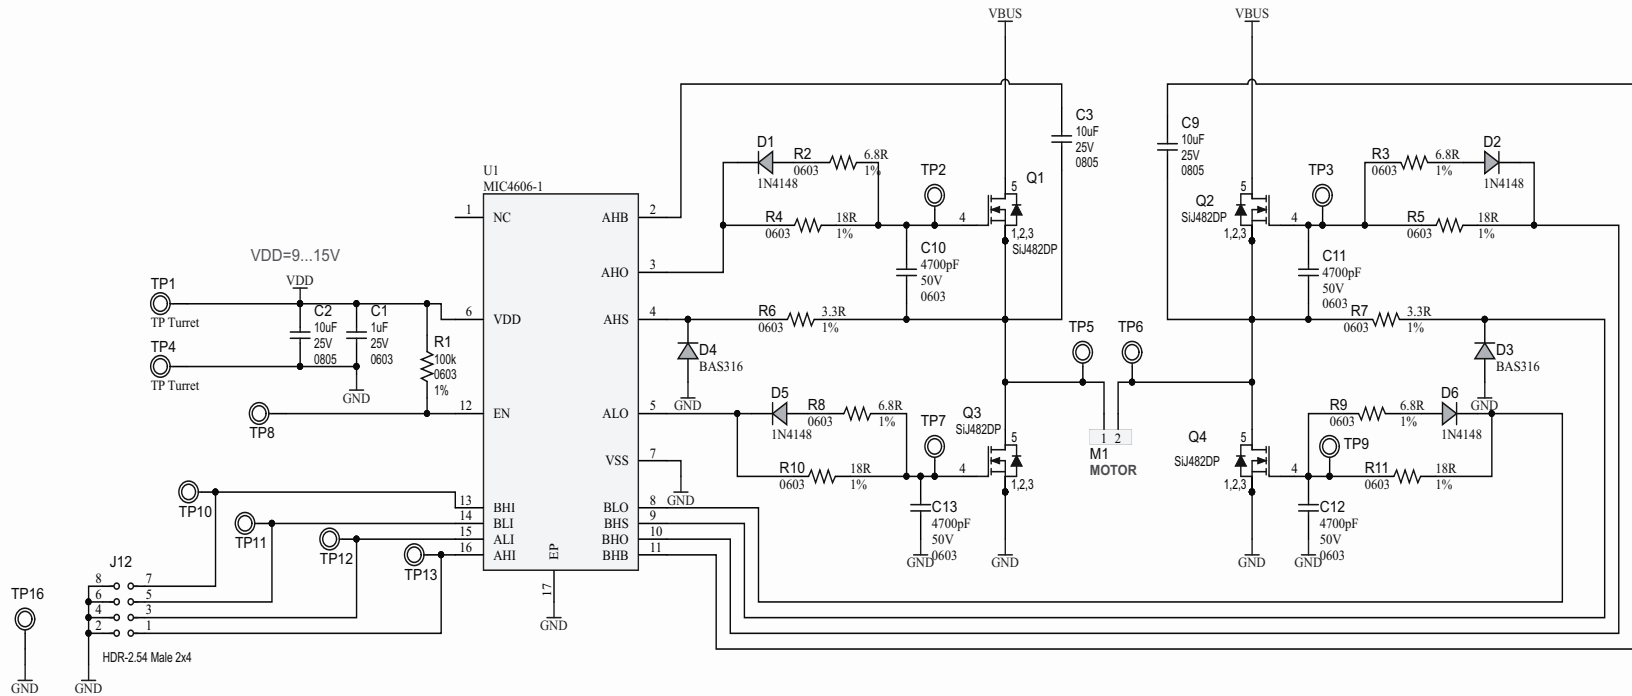 VBUS
VBUS
C3
10uF
25V
0805
C9
10uF
25V
0805
D1
1N4148
R2
0603
6.8R
1%
TP2
Q1
5
4
1,2,3
SiJ482DP
R4
0603
18R
1%
C10
4700pF
50V
0603
Q2
SiJ482DP
5
4
1,2,3
TP3
R3
0603
6.8R
1%
D2
1N4148
R5
0603
18R
1%
C11
4700pF
50V
0603
U1
MIC4606-1
1
NC
AHB
2
AHO
3
6
VDD
AHS
4
12
EN
ALO
5
VSS
7
GND
13
BHI
BLO
8
14
BLI
BHS
9
15
ALI
BHO
10
16
AHI
BHB
11
EP
17
GND
VDD=9...15V
VDD
TP1
TP Turret
TP4
TP Turret
C2
10uF
25V
0805
C1
1uF
25V
0603
GND
R1
100k
0603
1%
TP8
R6
0603
3.3R
1%
D4
BAS316
GND
TP5
TP6
R7
0603
3.3R
1%
D3
BAS316
GND
D5
1N4148
R8
0603
6.8R
1%
TP7
Q3
SiJ482DP
5
4
1,2,3
R10
0603
18R
1%
C13
4700pF
50V
0603
GND
GND
1 2
M1
MOTOR
Q4
SiJ482DP
5
4
1,2,3
TP9
R9
0603
6.8R
1%
D6
1N4148
R11
0603
18R
1%
C12
4700pF
50V
0603
GND
GND
TP10
TP11
TP12
TP13
J12
8
7
6
5
4
3
2
1
HDR-2.54 Male 2x4
TP16
GND
GND